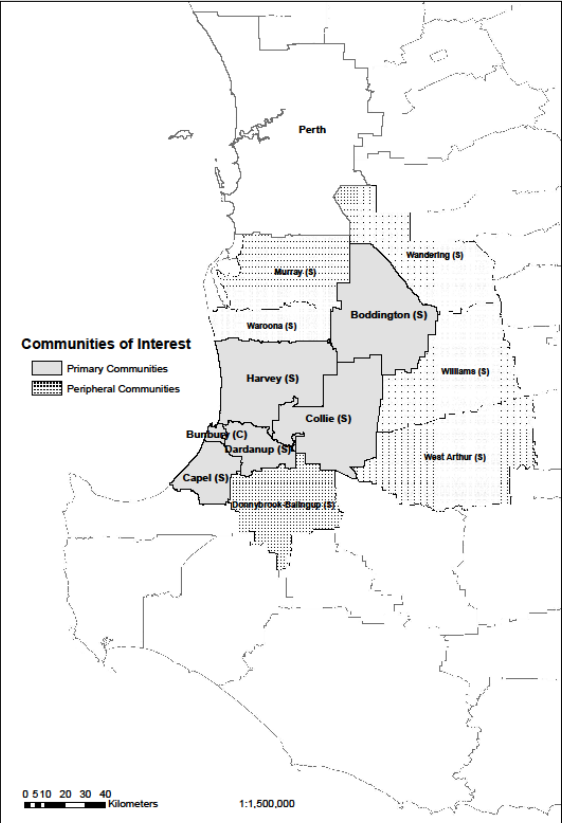 Perth
Wandering (S)
Murray (S)
Boddington (S)
Waroona (S)
Communities of Interest
Primary Communities
Peripheral Communities
Williams (S)
Harvey (S)
Collie (S)
Bunbury (C)
Dardanup (S)
West Arthur (S)
Capel (S)
Donnybrook-Balingup (S)
0 5 10 20 30 40
Kilometers
1:1,500,000